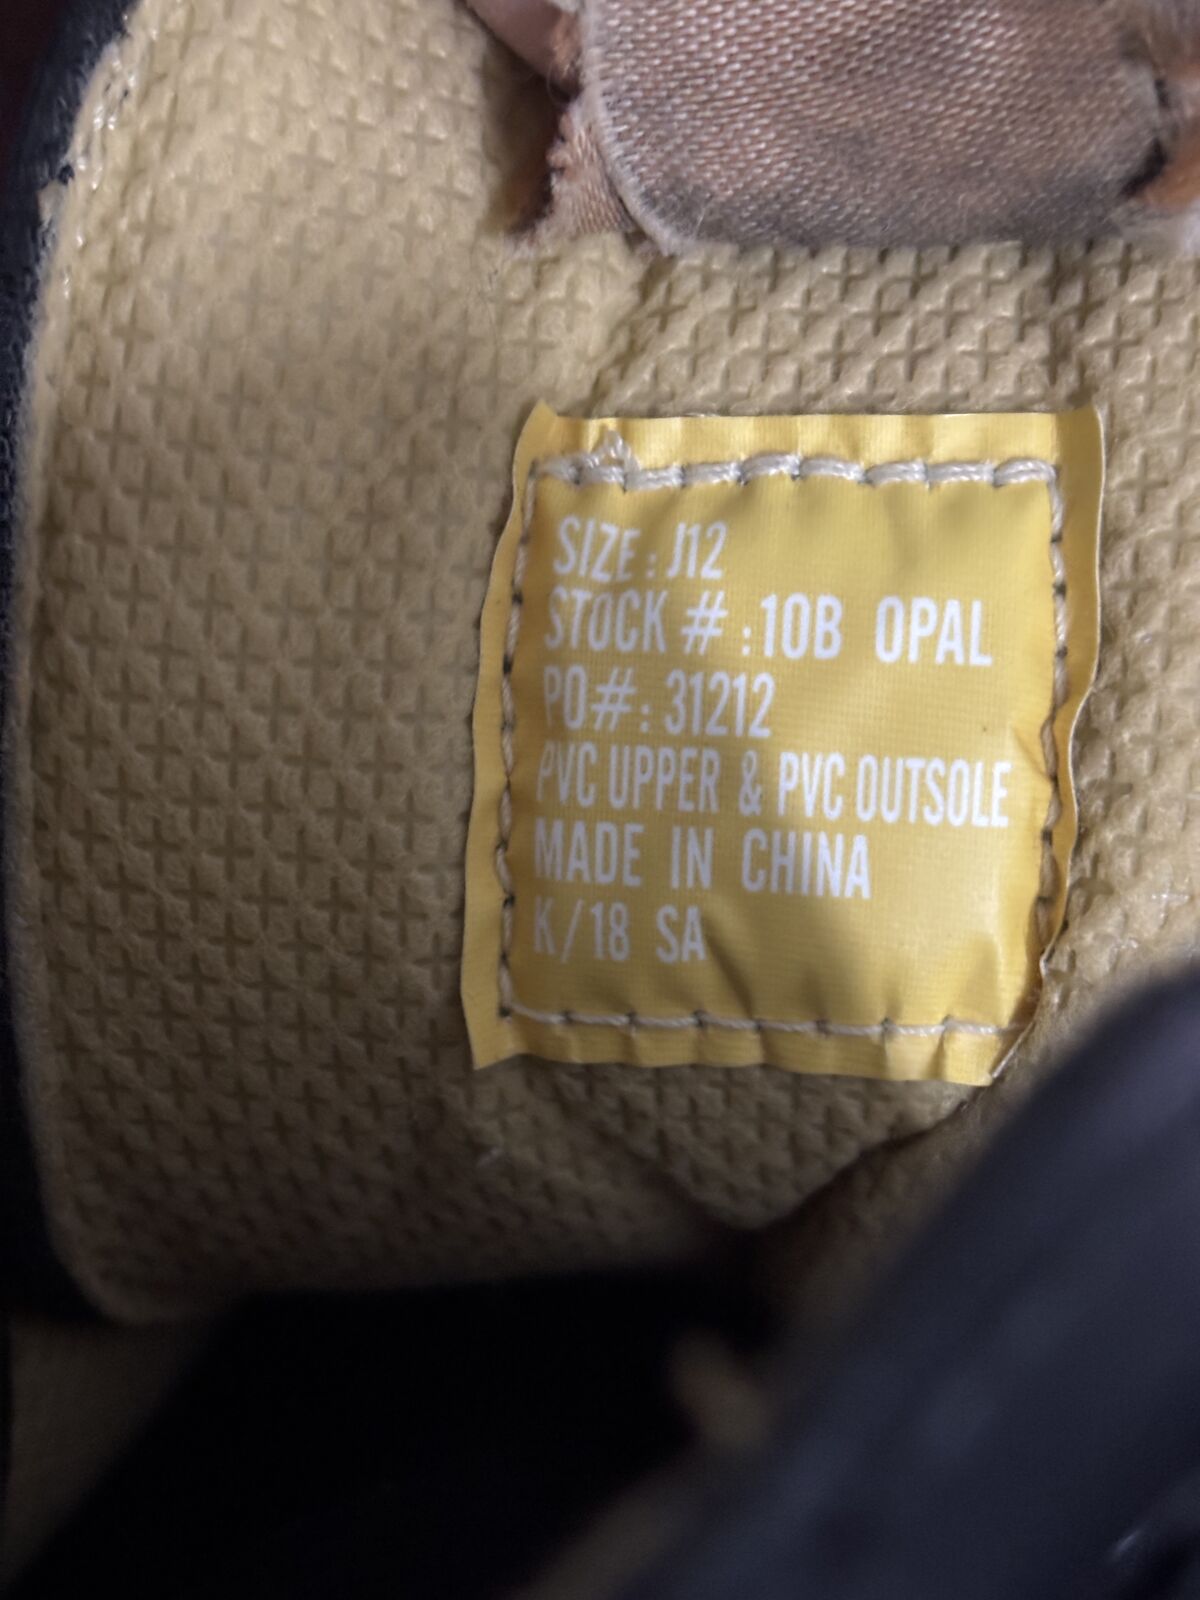 SIZE: J12
STOCK # :10B OPAL
PO#: 31212
PVC UPPER & PVC OUTSOLE
MADE IN CHINA
K/18 SA